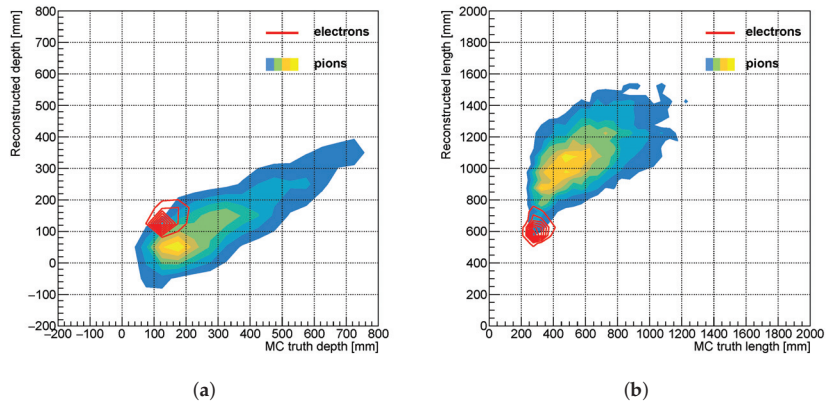 Reconstructed depth [mm]
800
700
600
500
400
300
200
100
0
−100
−200
−200 −100 0 100 200 300 400 500 600 700 800
MC truth depth [mm]
electrons
pions
(a)
Reconstructed length [mm]
2000
1800
1600
1400
1200
1000
800
600
400
200
0
0 200 400 600 800 1000 1200 1400 1600 1800 2000
MC truth length [mm]
electrons
pions
(b)